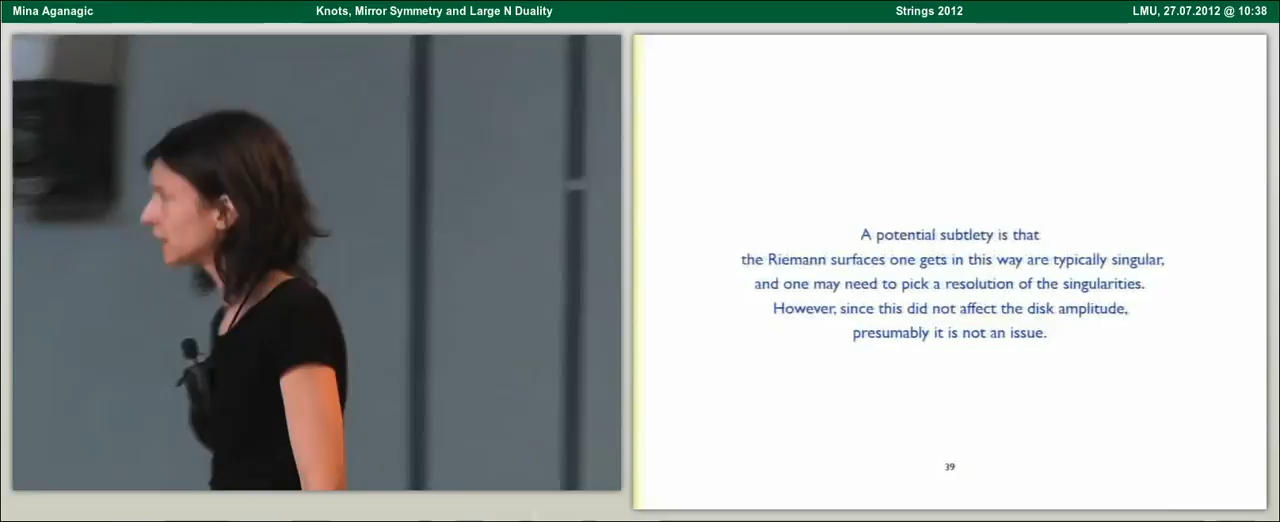 Mina Aganagic
Knots, Mirror Symmetry and Large N Duality
Strings 2012
LMU, 27.07.2012 @ 10:38
A potential subtlety is that
the Riemann surfaces one gets in this way are typically singular,
and one may need to pick a resolution of the singularities.
However, since this did not affect the disk amplitude,
presumably it is not an issue.
39